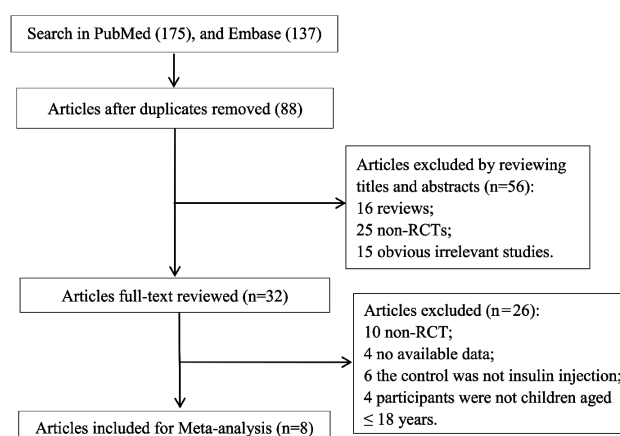 Search in PubMed (175), and Embase (137)
Articles after duplicates removed (88)
Articles excluded by reviewing
titles and abstracts (n=56):
16 reviews;
25 non-RCTs;
15 obvious irrelevant studies.
Articles full-text reviewed (n=32)
Articles excluded (n=26):
10 non-RCT;
4 no available data;
6 the control was not insulin injection;
4 participants were not children aged
≤ 18 years.
Articles included for Meta-analysis (n=8)